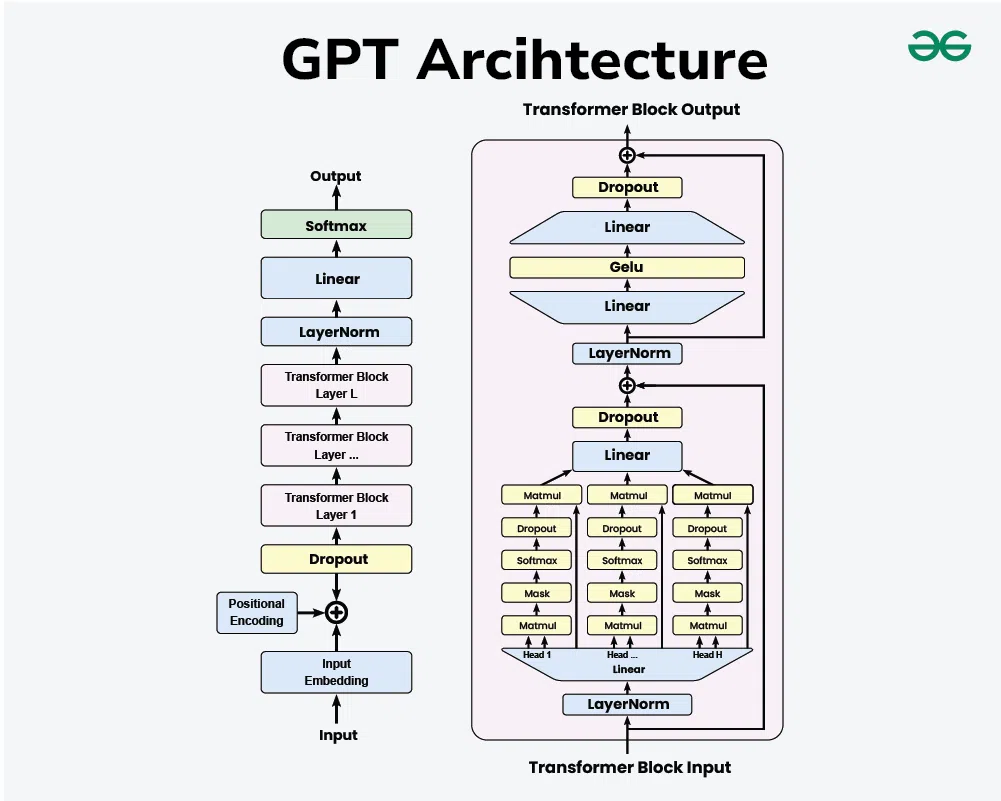 GPT Arcihtecture
Output
Softmax
Linear
LayerNorm
Transformer Block
Layer L
Transformer Block
Layer ...
Transformer Block
Layer 1
Dropout
Positional
Encoding
Input
Embedding
Input
Transformer Block Output
Dropout
Linear
Gelu
Linear
LayerNorm
Dropout
Linear
Matmul Matmul Matmul
Dropout Dropout Dropout
Softmax Softmax Softmax
Mask Mask Mask
Matmul Matmul Matmul
Head 1 Head ... Head H
Linear
LayerNorm
Transformer Block Input